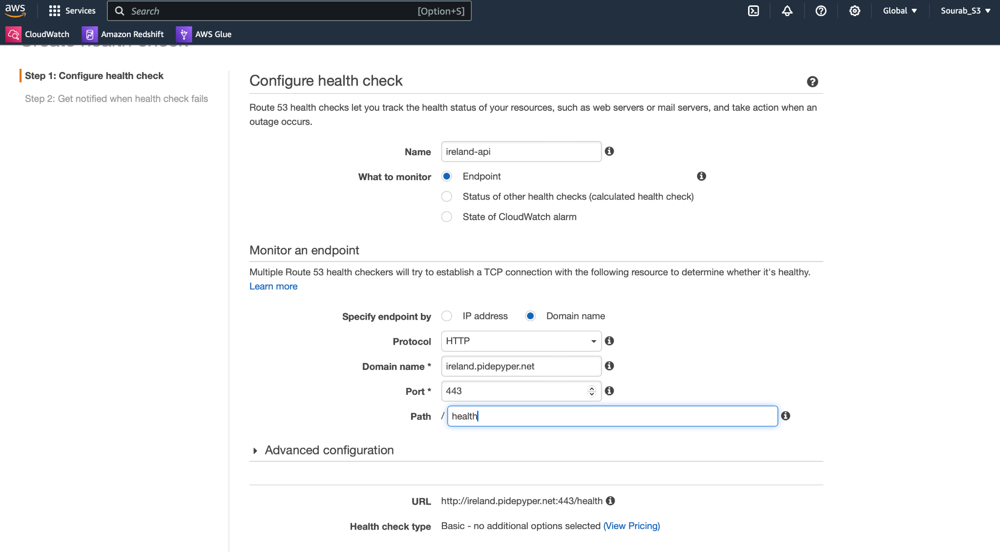 aws
Services
Search [Option+S]
Global
Sourab_S3
CloudWatch
Amazon Redshift
AWS Glue
Create health check
Step 1: Configure health check
Step 2: Get notified when health check fails
Configure health check
Route 53 health checks let you track the health status of your resources, such as web servers or mail servers, and take action when an
outage occurs.
Name ireland-api
What to monitor Endpoint
Status of other health checks (calculated health check)
State of CloudWatch alarm
Monitor an endpoint
Multiple Route 53 health checkers will try to establish a TCP connection with the following resource to determine whether it's healthy.
Learn more
Specify endpoint by IP address Domain name
Protocol HTTP
Domain name * ireland.pidepyper.net
Port * 443
Path / health
Advanced configuration
URL http://ireland.pidepyper.net:443/health
Health check type Basic - no additional options selected (View Pricing)